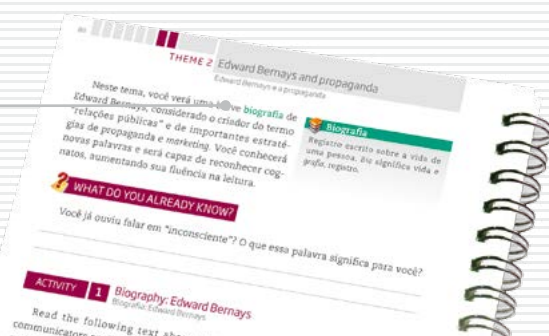 THEME 2 Edward Bernays and propaganda
Edward Bernays e a propaganda
Neste tema, você verá uma breve biografia de
Edward Bernays, considerado o criador do termo
"relações públicas" e de importantes estraté-
gias de propaganda e marketing. Você conhecerá
novas palavras e será capaz de reconhecer cog-
natos, aumentando sua fluência na leitura.
Biografia
Registro escrito sobre a vida de
uma pessoa. Bio significa vida e
grafia, registro.
WHAT DO YOU ALREADY KNOW?
Você já ouviu falar em "inconsciente"? O que essa palavra significa para você?
ACTIVITY 1 Biography: Edward Bernays
Biografia: Edward Bernays
Read the following text
communicators